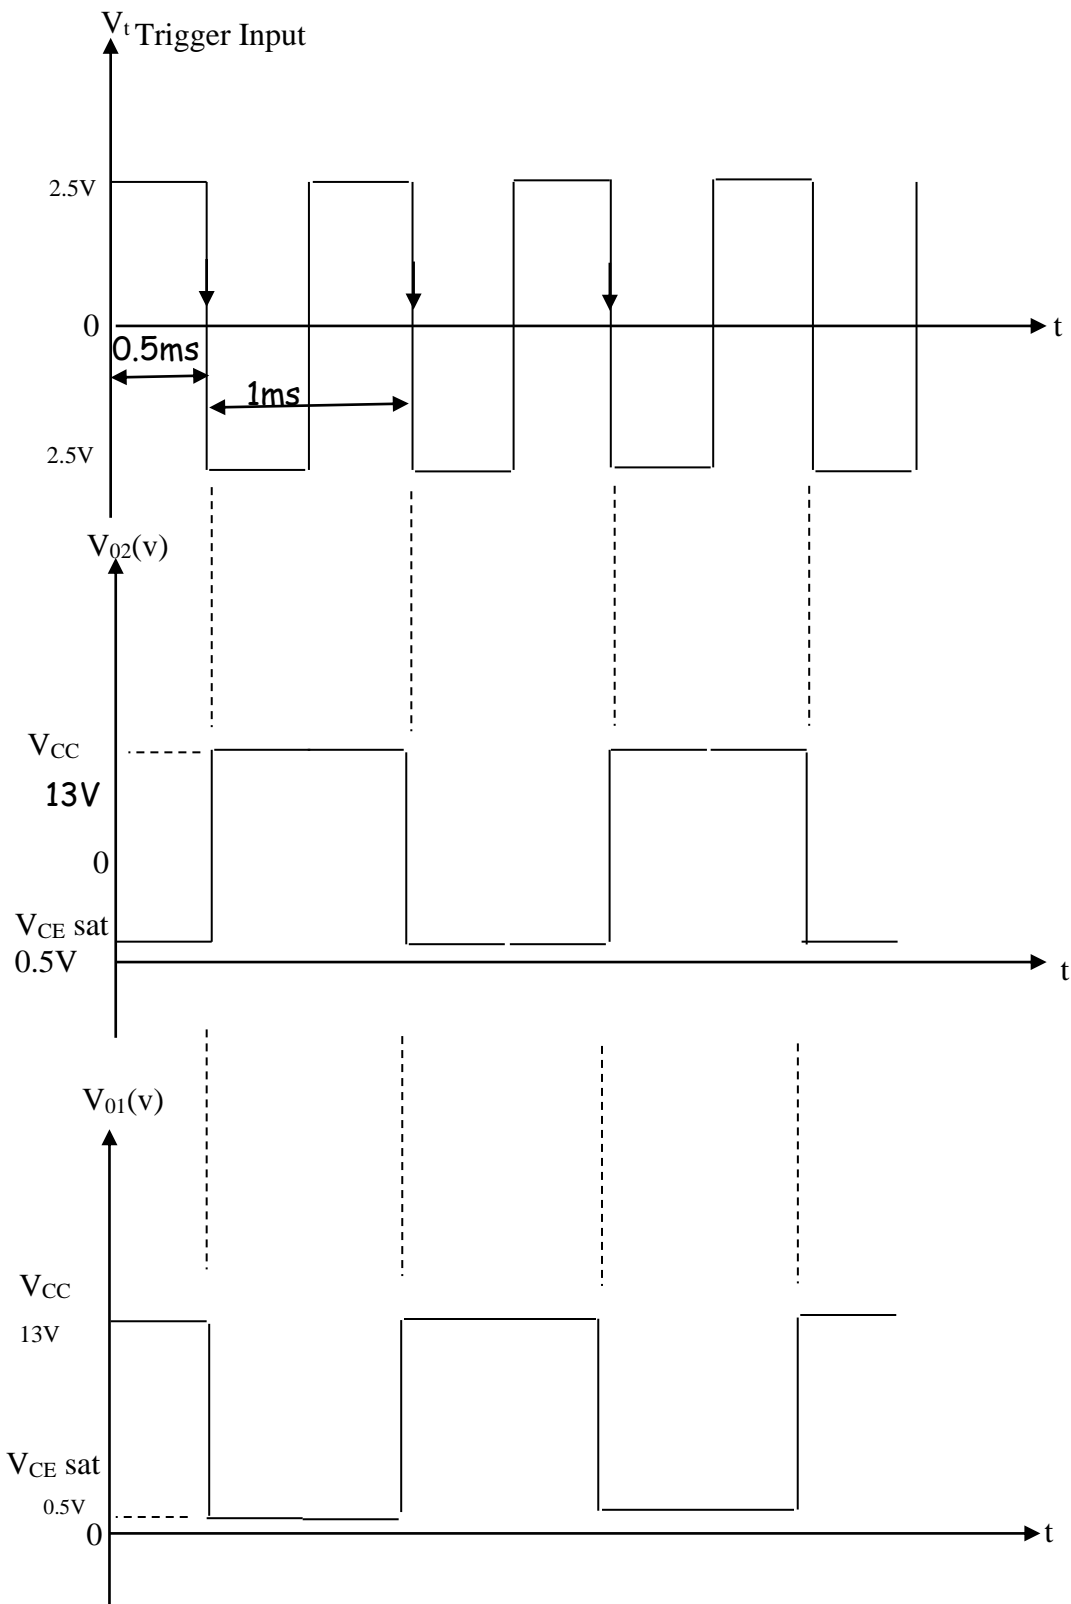 Vt Trigger Input
2.5V
0
t
0.5ms
1ms
2.5V
V02(v)
VCC
13V
0
VCE sat
0.5V
t
V01(v)
VCC
13V
VCE sat
0.5V
0
t